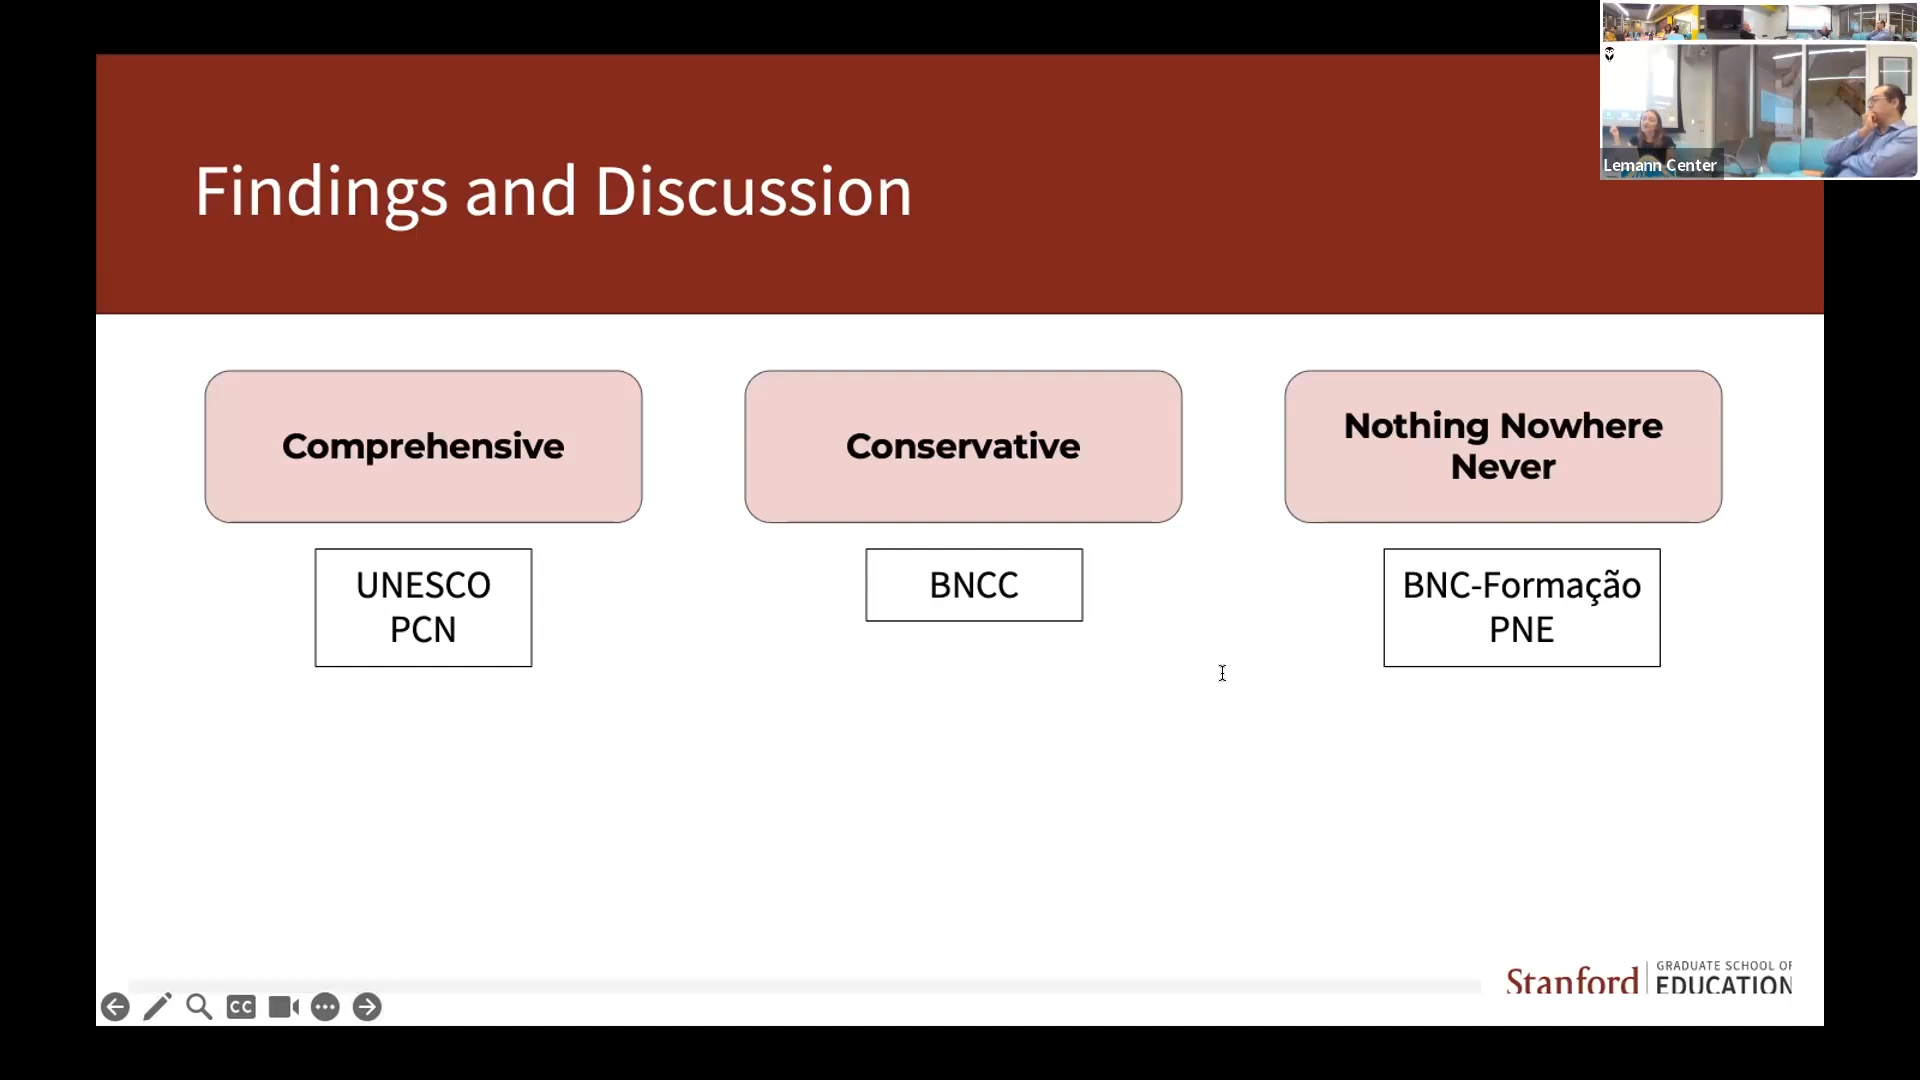 Findings and Discussion
Lemann Center
Comprehensive
Conservative
Nothing Nowhere
Never
UNESCO
PCN
BNCC
BNC-Formação
PNE
Stanford
GRADUATE SCHOOL OF
EDUCATION
CC